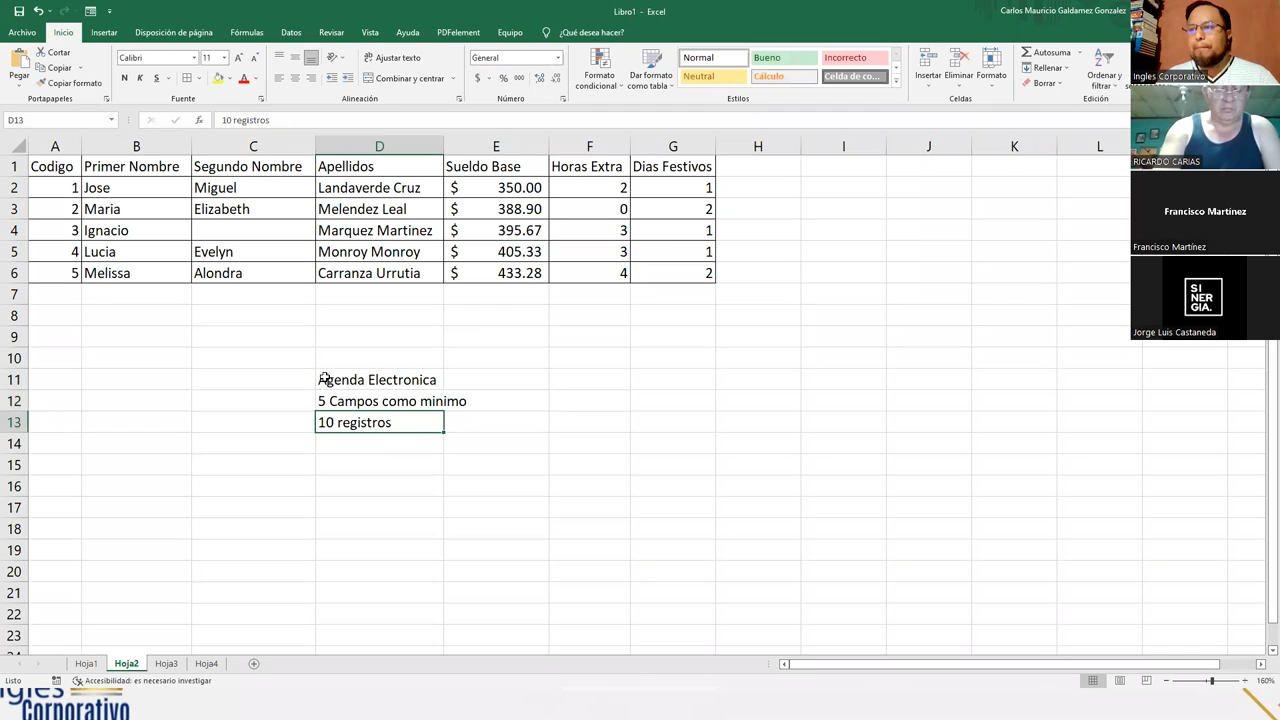 Libro1 - Excel
Carlos Mauricio Galdamez Gonzalez
Archivo Inicio Insertar Disposición de página Fórmulas Datos Revisar Vista Ayuda PDFelement Equipo ¿Qué desea hacer?
Pegar
Cortar
Copiar
Copiar formato
Portapapeles
Calibri 11
N K S
Fuente
Ajustar texto
Combinar y centrar
Alineación
General
Número
Formato condicional
Dar formato como tabla
Normal Bueno Incorrecto
Neutral Cálculo Celda de co...
Estilos
Insertar Eliminar Formato
Celdas
Autosuma
Rellenar
Borrar
Ordenar y filtrar
Edición
D13 fx 10 registros
A B C D E F G H I J K L
1 Codigo Primer Nombre Segundo Nombre Apellidos Sueldo Base Horas Extra Dias Festivos
2 1 Jose Miguel Landaverde Cruz $ 350.00 2 1
3 2 Maria Elizabeth Melendez Leal $ 388.90 0 2
4 3 Ignacio Marquez Martinez $ 395.67 3 1
5 4 Lucia Evelyn Monroy Monroy $ 405.33 3 1
6 5 Melissa Alondra Carranza Urrutia $ 433.28 4 2
7
8
9
10
11 Agenda Electronica
12 5 Campos como minimo
13 10 registros
14
15
16
17
18
19
20
21
22
23
Hoja1 Hoja2 Hoja3 Hoja4
Listo Accesibilidad: es necesario investigar 160%
Ingles
Corporativo
Ingles Corporativo
RICARDO CARIAS
Francisco Martínez
Francisco Martínez
SI
NER
GIA.
Jorge Luis Castaneda